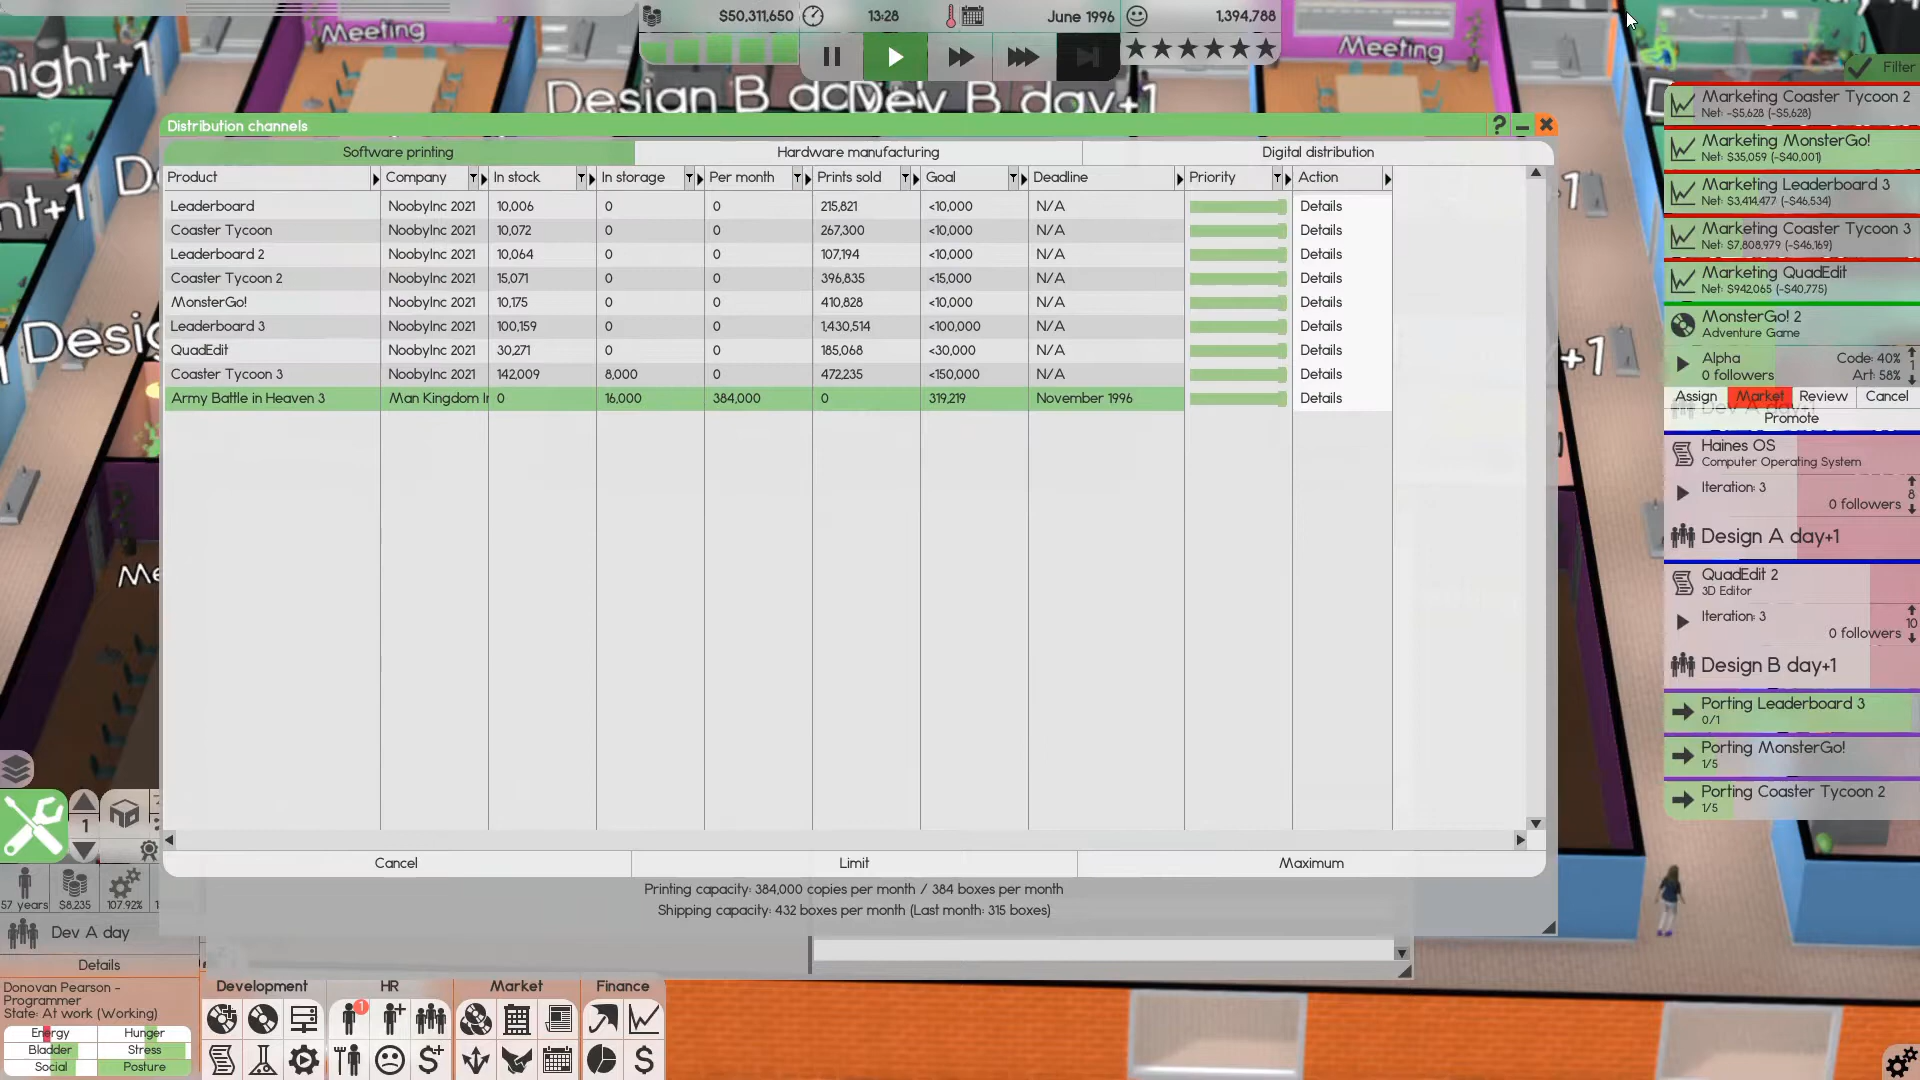 $50,311,650
13:28
June 1996
1,394,788
Meeting
Meeting
night+1
Design B day
Dev B day+1
Filter
Distribution channels
?
Software printing
Hardware manufacturing
Digital distribution
Product
Company
In stock
In storage
Per month
Prints sold
Goal
Deadline
Priority
Action
Leaderboard NoobyInc 2021 10,006 0 0 215,821 <10,000 N/A Details
Coaster Tycoon NoobyInc 2021 10,072 0 0 267,300 <10,000 N/A Details
Leaderboard 2 NoobyInc 2021 10,064 0 0 107,194 <10,000 N/A Details
Coaster Tycoon 2 NoobyInc 2021 15,071 0 0 396,835 <15,000 N/A Details
MonsterGo! NoobyInc 2021 10,175 0 0 410,828 <10,000 N/A Details
Leaderboard 3 NoobyInc 2021 100,159 0 0 1,430,514 <100,000 N/A Details
QuadEdit NoobyInc 2021 30,271 0 0 185,068 <30,000 N/A Details
Coaster Tycoon 3 NoobyInc 2021 142,009 8,000 0 472,235 <150,000 N/A Details
Army Battle in Heaven 3 Man Kingdom 0 16,000 384,000 0 319,219 November 1996 Details
Cancel
Limit
Maximum
Printing capacity: 384,000 copies per month / 384 boxes per month
Shipping capacity: 432 boxes per month (Last month: 315 boxes)
Marketing Coaster Tycoon 2
Net: -$5,628 (-$5,628)
Marketing MonsterGo!
Net: $35,059 (-$40,001)
Marketing Leaderboard 3
Net: $3,414,477 (-$46,534)
Marketing Coaster Tycoon 3
Net: $7,808,979 (-$46,169)
Marketing QuadEdit
Net: $942,065 (-$40,775)
MonsterGo! 2
Adventure Game
Alpha
Code: 40%
0 followers
Art: 58%
1
Assign
Market
Review
Cancel
Dev A day+1
Promote
Haines OS
Computer Operating System
Iteration: 3
8
0 followers
Design A day+1
QuadEdit 2
3D Editor
Iteration: 3
10
0 followers
Design B day+1
Porting Leaderboard 3
0/1
Porting MonsterGo!
1/5
Porting Coaster Tycoon 2
1/5
+1
1
57 years
$8,235
107.92%
Dev A day
Details
Donovan Pearson -
Programmer
State: At work (Working)
Energy
Hunger
Bladder
Stress
Social
Posture
Development
HR
Market
Finance
1